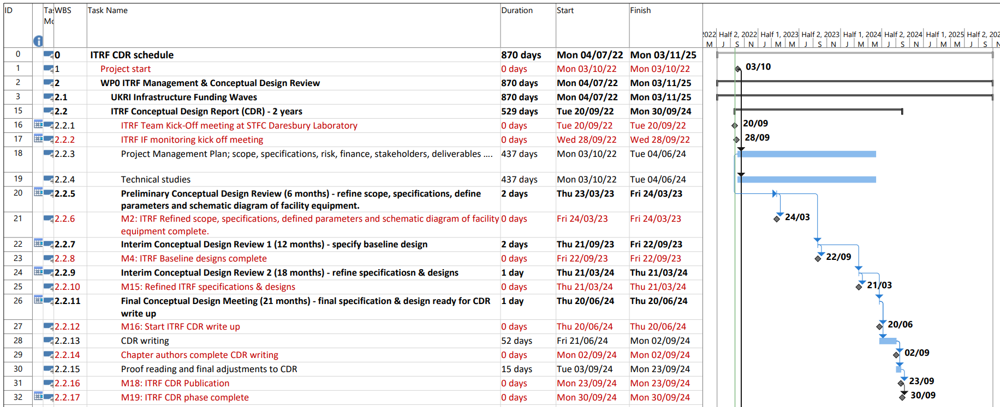 ID Tas WBS Task Name Duration Start Finish
Mo
2022 Half 2, 2022 Half 1, 2023 Half 2, 2023 Half 1, 2024 Half 2, 2024 Half 1, 2025 Half 2, 202
M J S N J M M J S N J M M J S N J M M J S N
0 0 ITRF CDR schedule 870 days Mon 04/07/22 Mon 03/11/25
1 1 Project start 0 days Mon 03/10/22 Mon 03/10/22 03/10
2 2 WP0 ITRF Management & Conceptual Design Review 870 days Mon 04/07/22 Mon 03/11/25
3 2.1 UKRI Infrastructure Funding Waves 870 days Mon 04/07/22 Mon 03/11/25
15 2.2 ITRF Conceptual Design Report (CDR) - 2 years 529 days Tue 20/09/22 Mon 30/09/24
16 2.2.1 ITRF Team Kick-Off meeting at STFC Daresbury Laboratory 0 days Tue 20/09/22 Tue 20/09/22 20/09
17 2.2.2 ITRF IF monitoring kick off meeting 0 days Wed 28/09/22 Wed 28/09/22 28/09
18 2.2.3 Project Management Plan; scope, specifications, risk, finance, stakeholders, deliverables .... 437 days Mon 03/10/22 Tue 04/06/24
19 2.2.4 Technical studies 437 days Mon 03/10/22 Tue 04/06/24
20 2.2.5 Preliminary Conceptual Design Review (6 months) - refine scope, specifications, define 2 days Thu 23/03/23 Fri 24/03/23
parameters and schematic diagram of facility equipment.
21 2.2.6 M2: ITRF Refined scope, specifications, defined parameters and schematic diagram of facility 0 days Fri 24/03/23 Fri 24/03/23 24/03
equipment complete.
22 2.2.7 Interim Conceptual Design Review 1 (12 months) - specify baseline design 2 days Thu 21/09/23 Fri 22/09/23
23 2.2.8 M4: ITRF Baseline designs complete 0 days Fri 22/09/23 Fri 22/09/23 22/09
24 2.2.9 Interim Conceptual Design Review 2 (18 months) - refine specificatiosn & designs 1 day Thu 21/03/24 Thu 21/03/24
25 2.2.10 M15: Refined ITRF specifications & designs 0 days Thu 21/03/24 Thu 21/03/24 21/03
26 2.2.11 Final Conceptual Design Meeting (21 months) - final specification & design ready for CDR 1 day Thu 20/06/24 Thu 20/06/24
write up
27 2.2.12 M16: Start ITRF CDR write up 0 days Thu 20/06/24 Thu 20/06/24 20/06
28 2.2.13 CDR writing 52 days Fri 21/06/24 Mon 02/09/24
29 2.2.14 Chapter authors complete CDR writing 0 days Mon 02/09/24 Mon 02/09/24 02/09
30 2.2.15 Proof reading and final adjustments to CDR 15 days Tue 03/09/24 Mon 23/09/24
31 2.2.16 M18: ITRF CDR Publication 0 days Mon 23/09/24 Mon 23/09/24 23/09
32 2.2.17 M19: ITRF CDR phase complete 0 days Mon 30/09/24 Mon 30/09/24 30/09